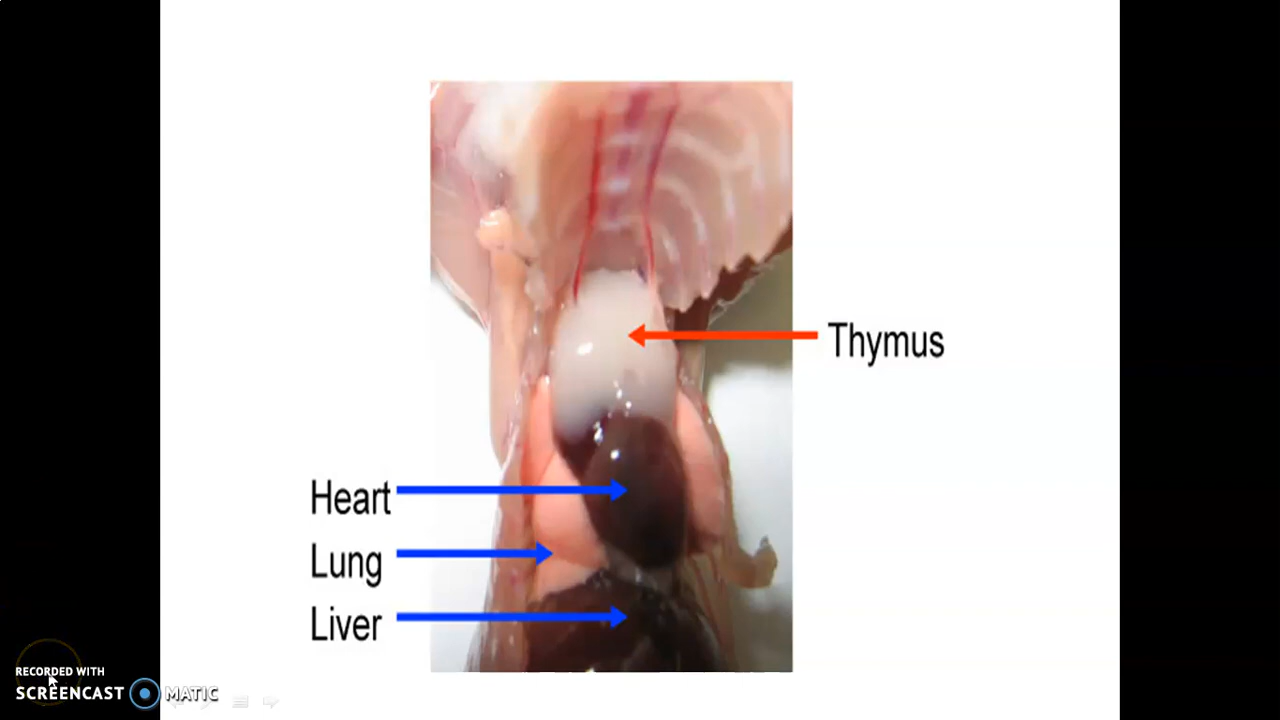 Thymus
Heart
Lung
Liver
RECORDED WITH
SCREENCAST MATIC